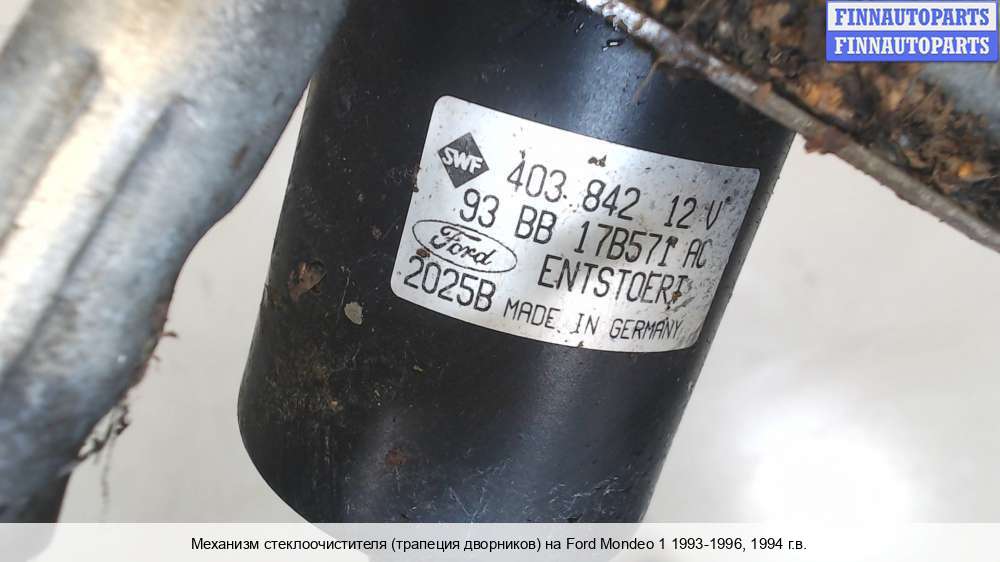 FINNAUTOPARTS
FINNAUTOPARTS
SWF 403 842 12 V
93 BB 17B571 AC
Ford ENTSTOERT
2025B MADE IN GERMANY
Механизм стеклоочистителя (трапеция дворников) на Ford Mondeo 1 1993-1996, 1994 г.в.